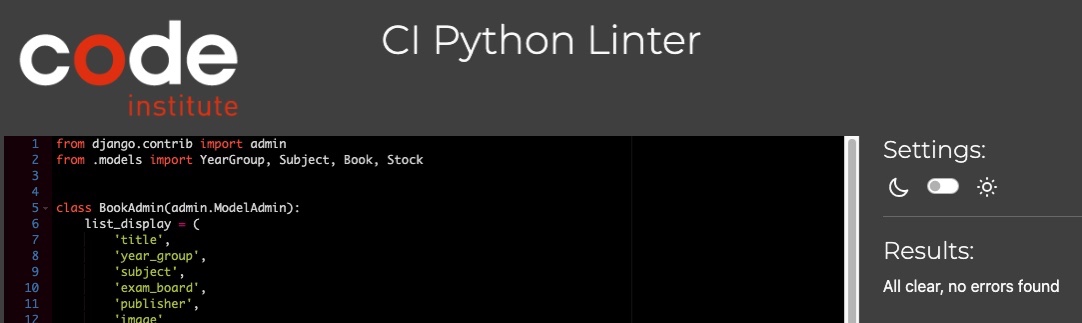 code
institute
CI Python Linter
1 from django.contrib import admin
2 from .models import YearGroup, Subject, Book, Stock
3
4
5 class BookAdmin(admin.ModelAdmin):
6 list_display = (
7 'title',
8 'year_group',
9 'subject',
10 'exam_board',
11 'publisher',
12 'image'
Settings:
Results:
All clear, no errors found